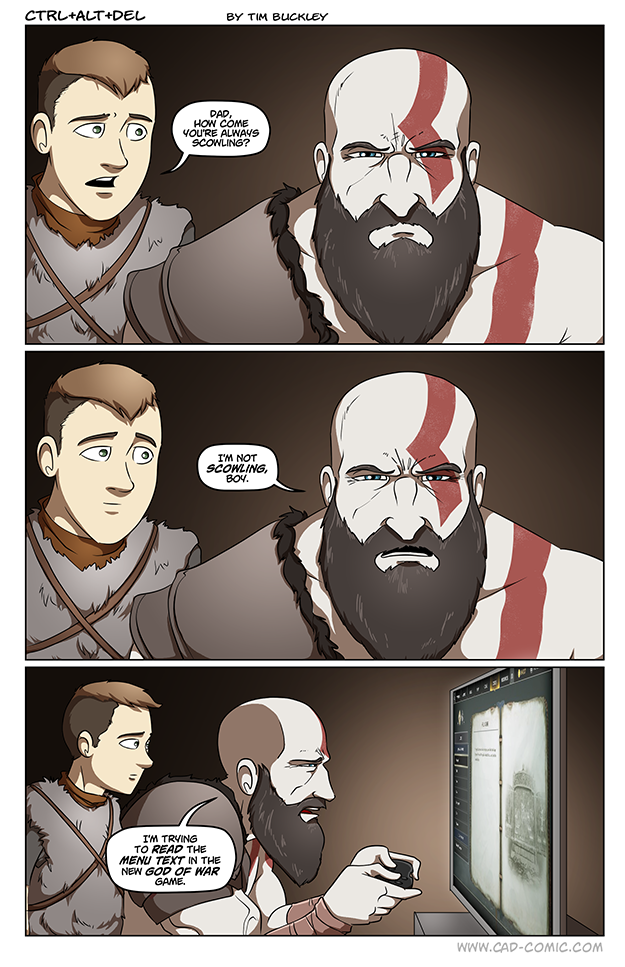 CTRL+ALT+DEL
BY TIM BUCKLEY
DAD,
HOW COME
YOU'RE ALWAYS
SCOWLING?
I'M NOT
SCOWLING,
BOY.
I'M TRYING
TO READ THE
MENU TEXT IN THE
NEW GOD OF WAR
GAME.
WWW.CAD-COMIC.COM